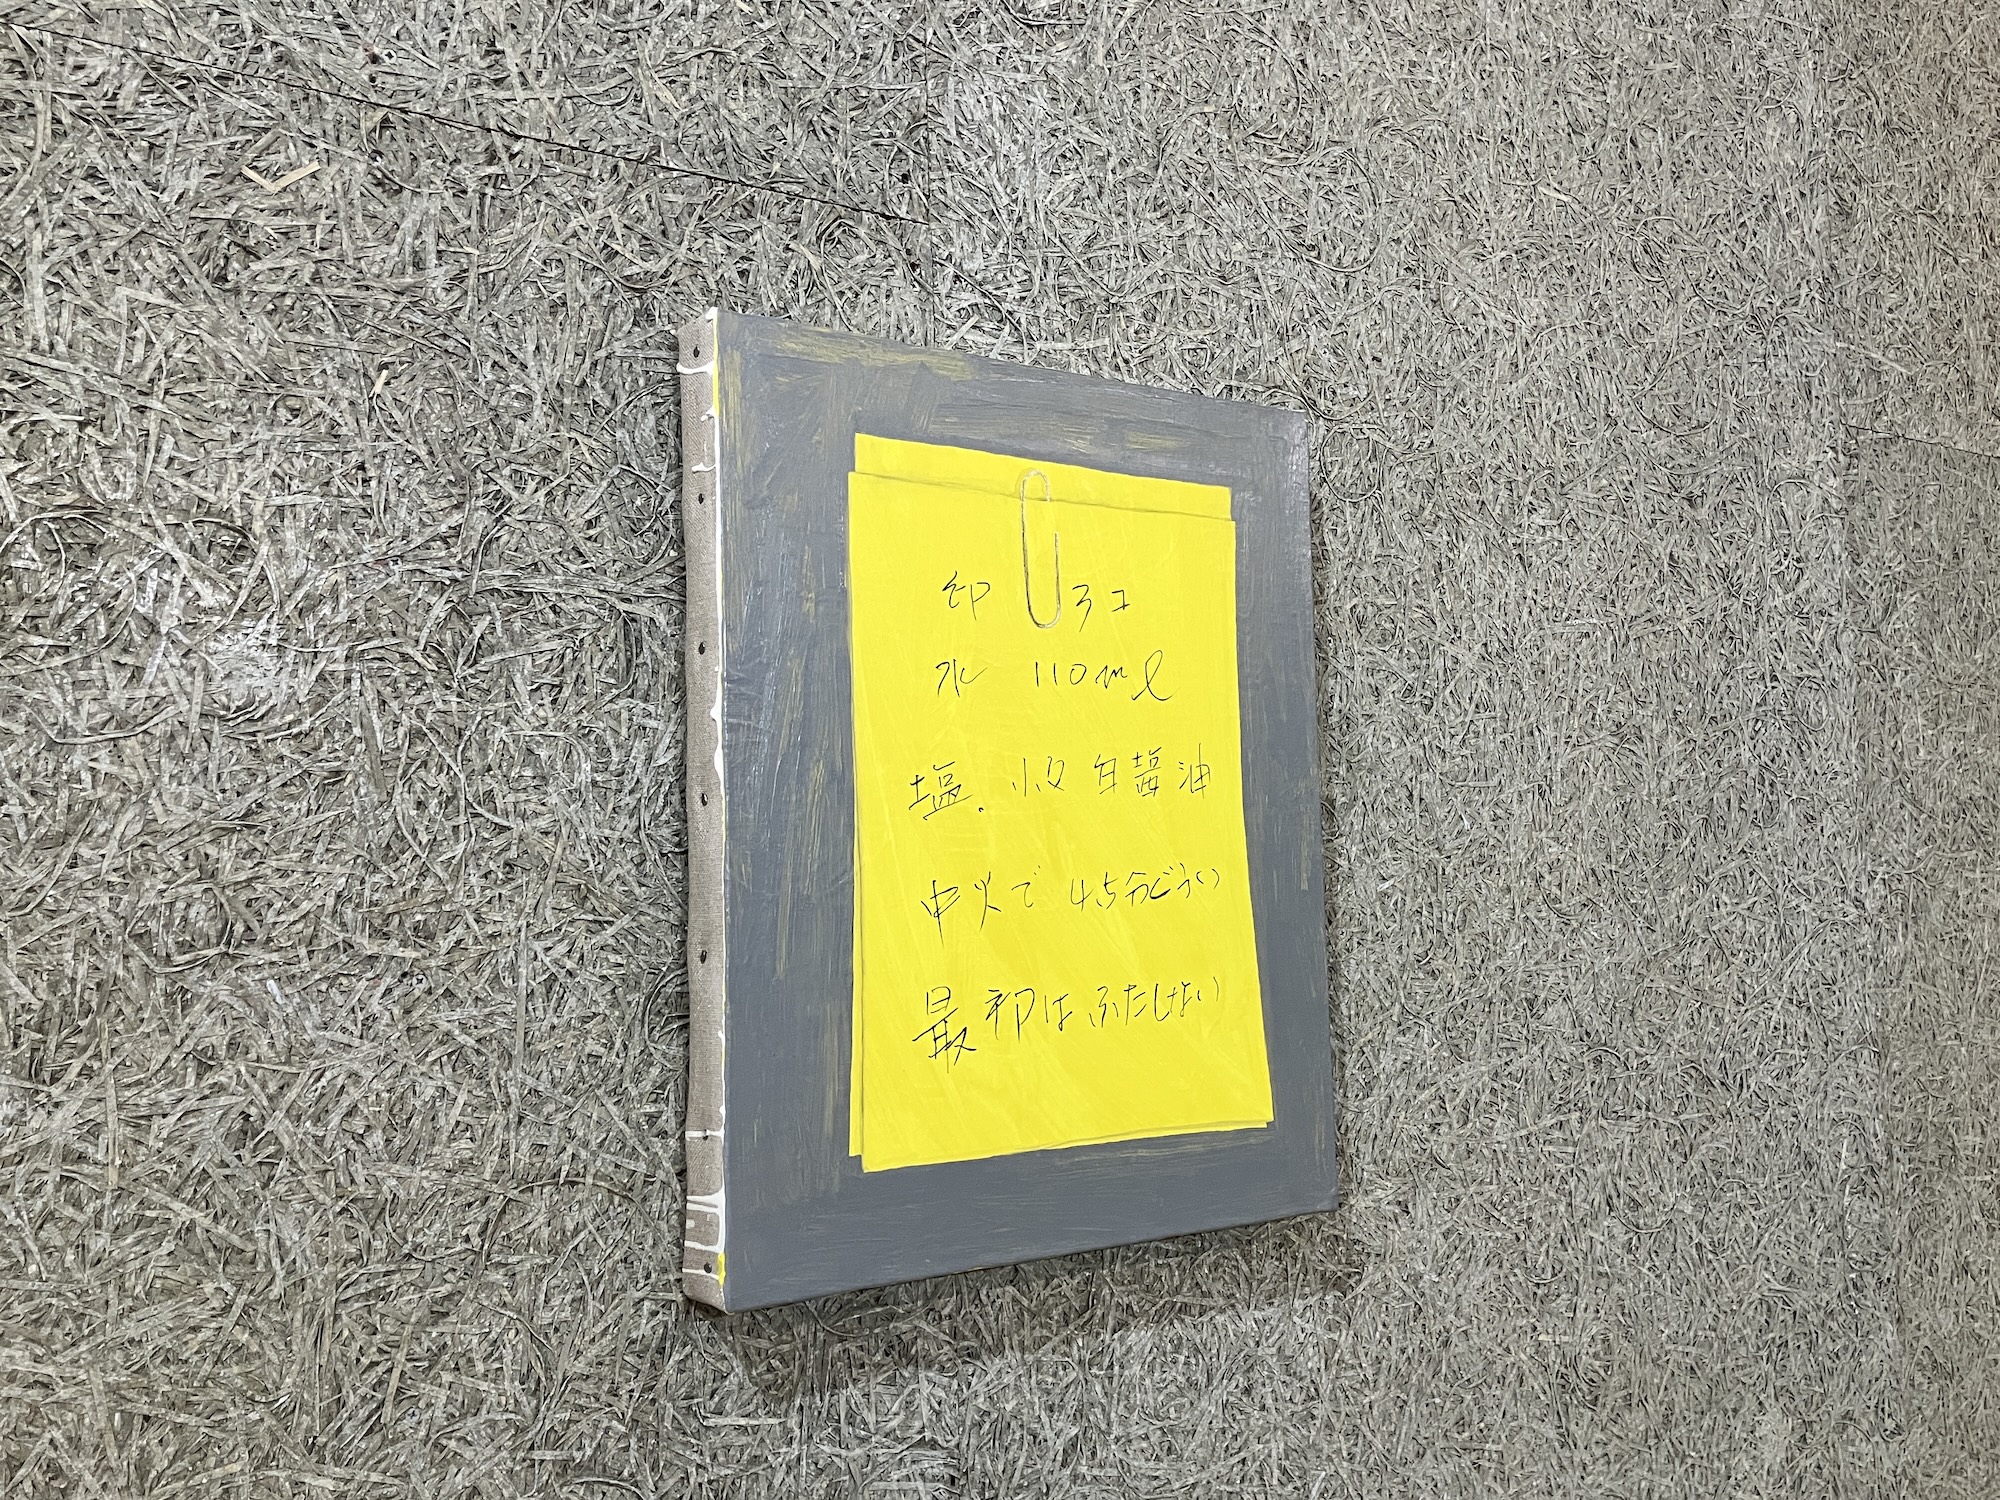 卵 3コ
水 110ml
塩、小又 白醤油
中火で 4.5分ぐらい
最初はふたしない